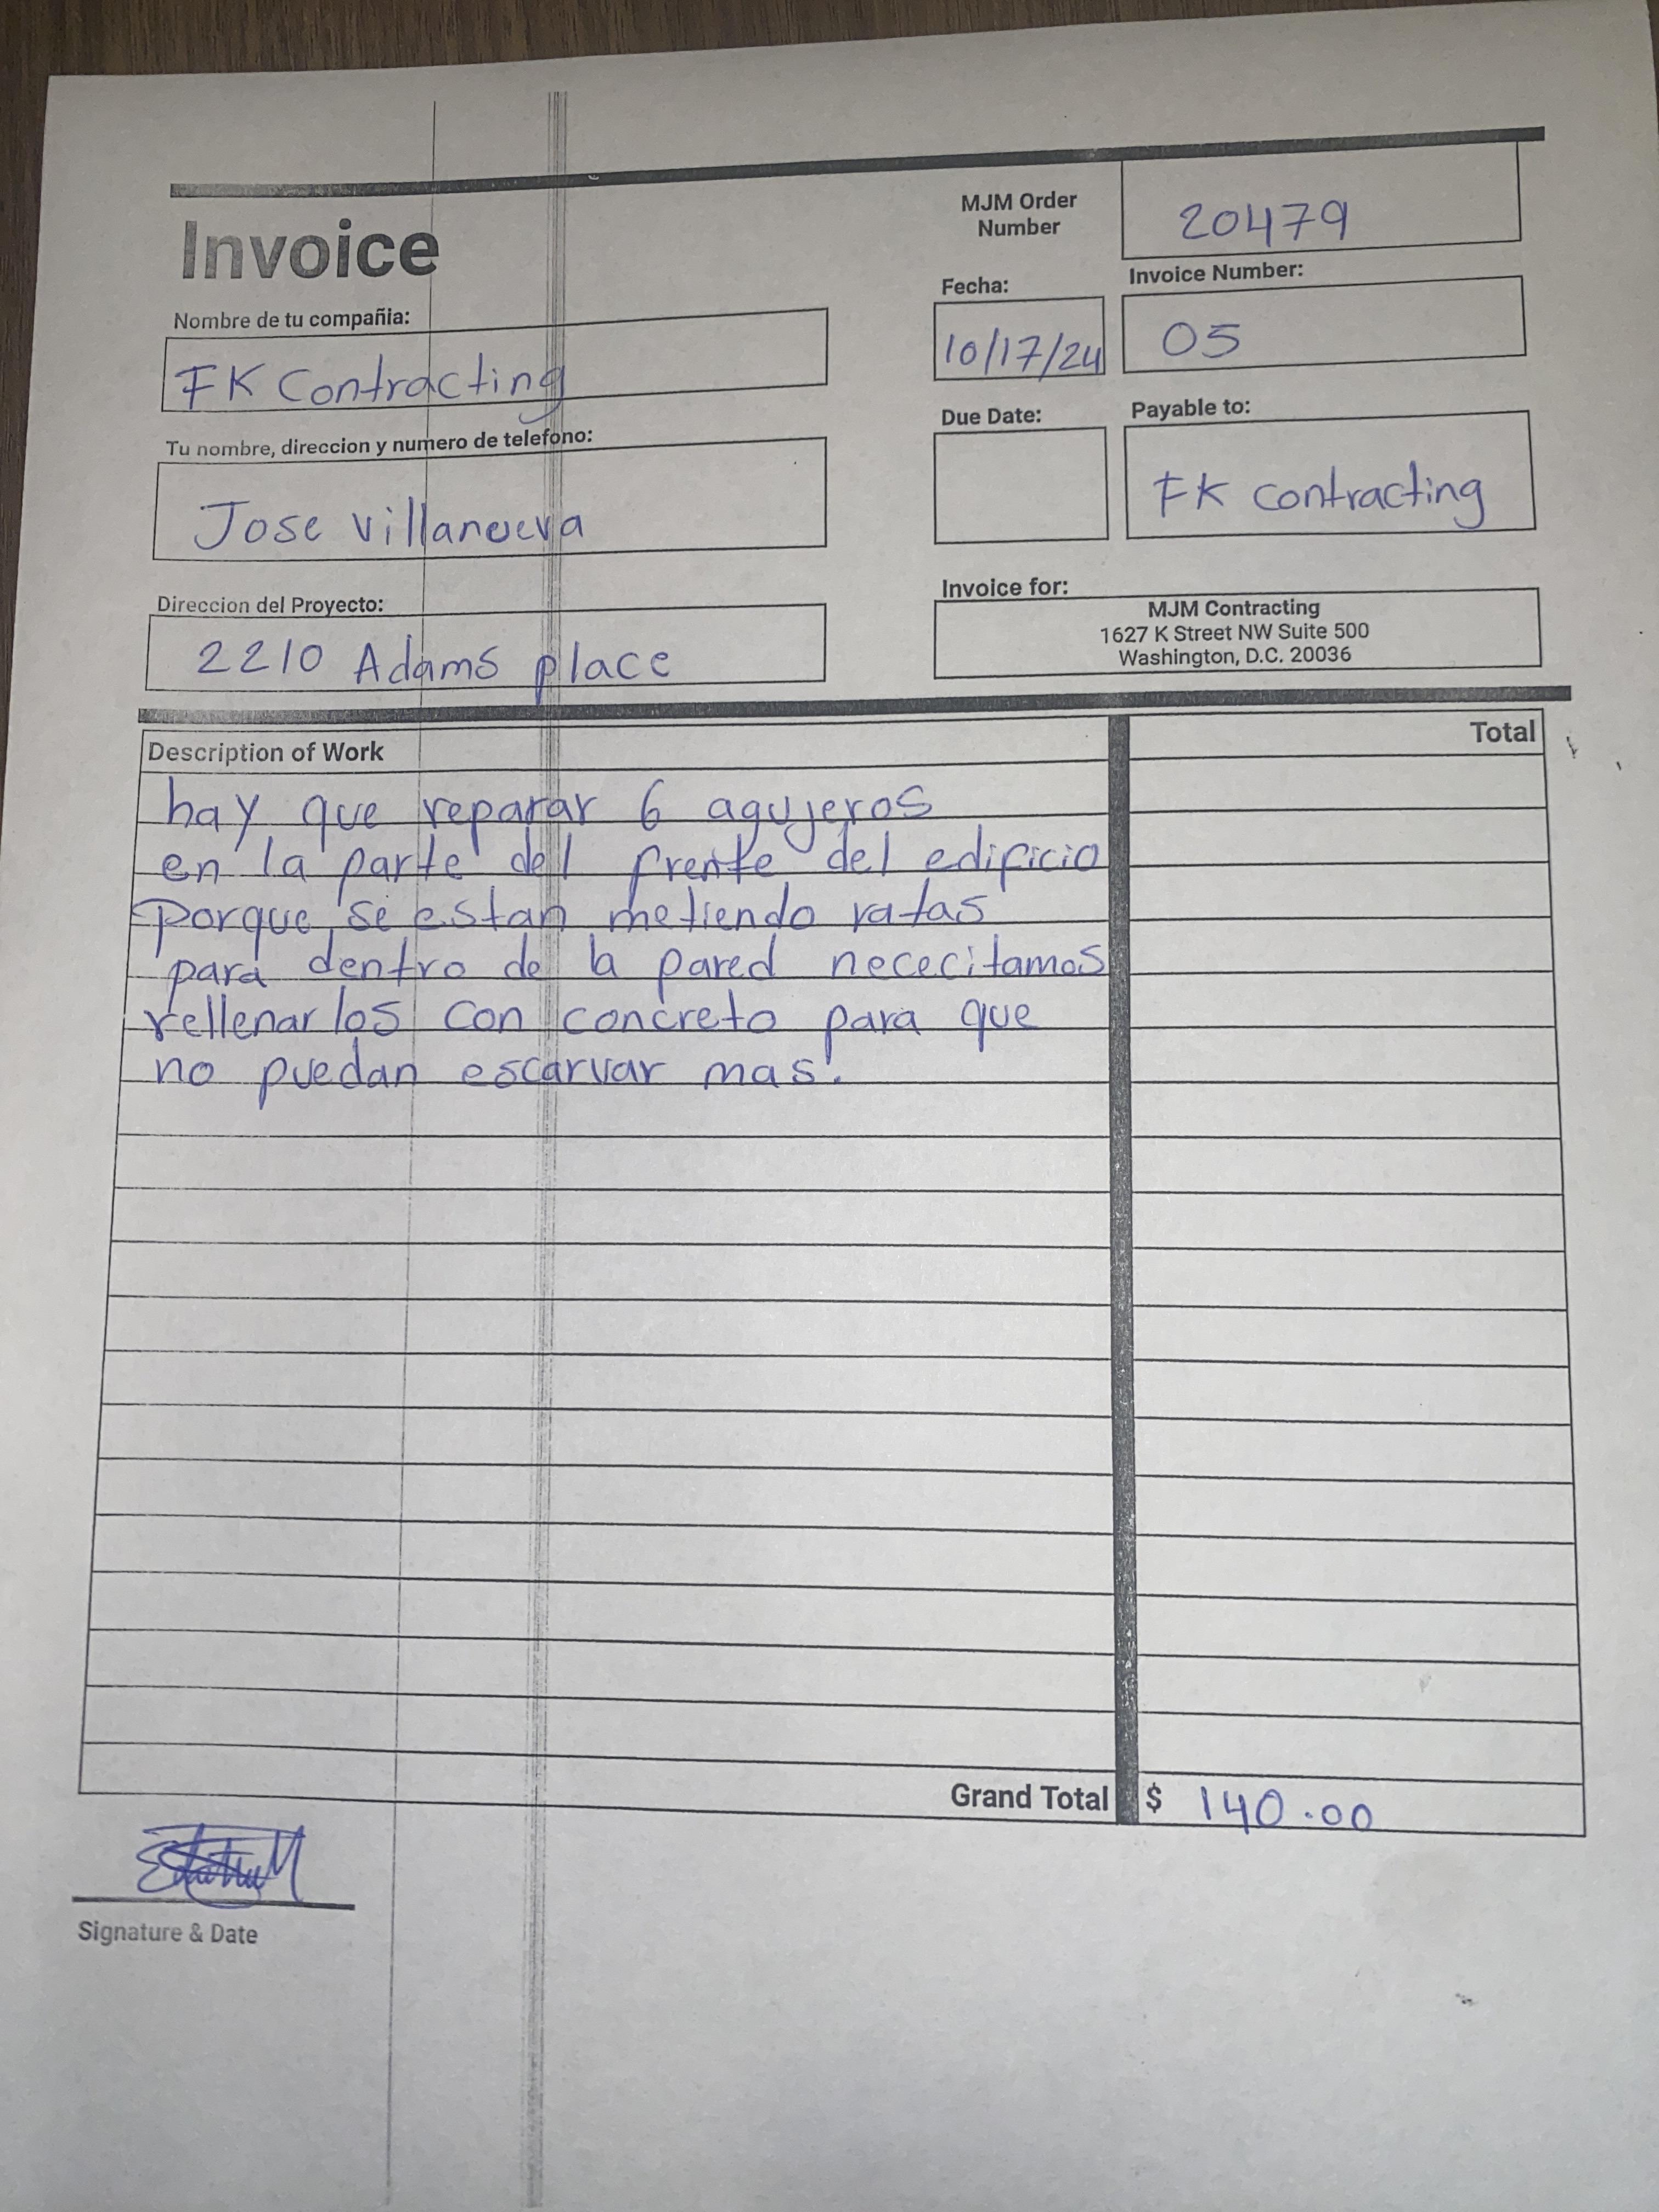 Invoice
MJM Order
Number
20479
Nombre de tu compañia:
FK Contracting
Fecha:
10/17/24
Invoice Number:
05
Tu nombre, direccion y numero de telefono:
Jose Villanueva
Due Date:
Payable to:
FK contracting
Direccion del Proyecto:
2210 Adams place
Invoice for:
MJM Contracting
1627 K Street NW Suite 500
Washington, D.C. 20036
Description of Work
Total
hay que reparar 6 agujeros
en la parte del frente del edificio
porque se estan metiendo ratas
para dentro de la pared nececitamos
rellenarlos con concreto para que
no puedan escarvar mas.
Grand Total
$ 140.00
Signature & Date